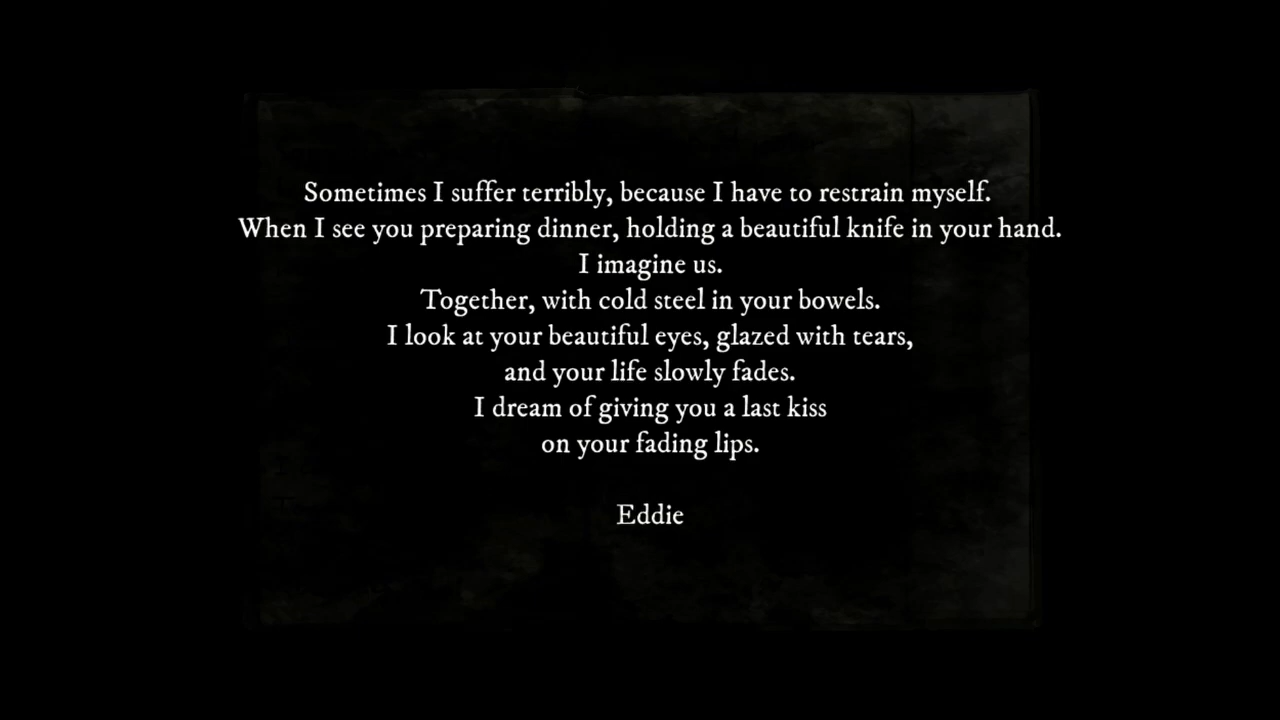 Sometimes I suffer terribly, because I have to restrain myself.
When I see you preparing dinner, holding a beautiful knife in your hand.
I imagine us.
Together, with cold steel in your bowels.
I look at your beautiful eyes, glazed with tears,
and your life slowly fades.
I dream of giving you a last kiss
on your fading lips.
Eddie